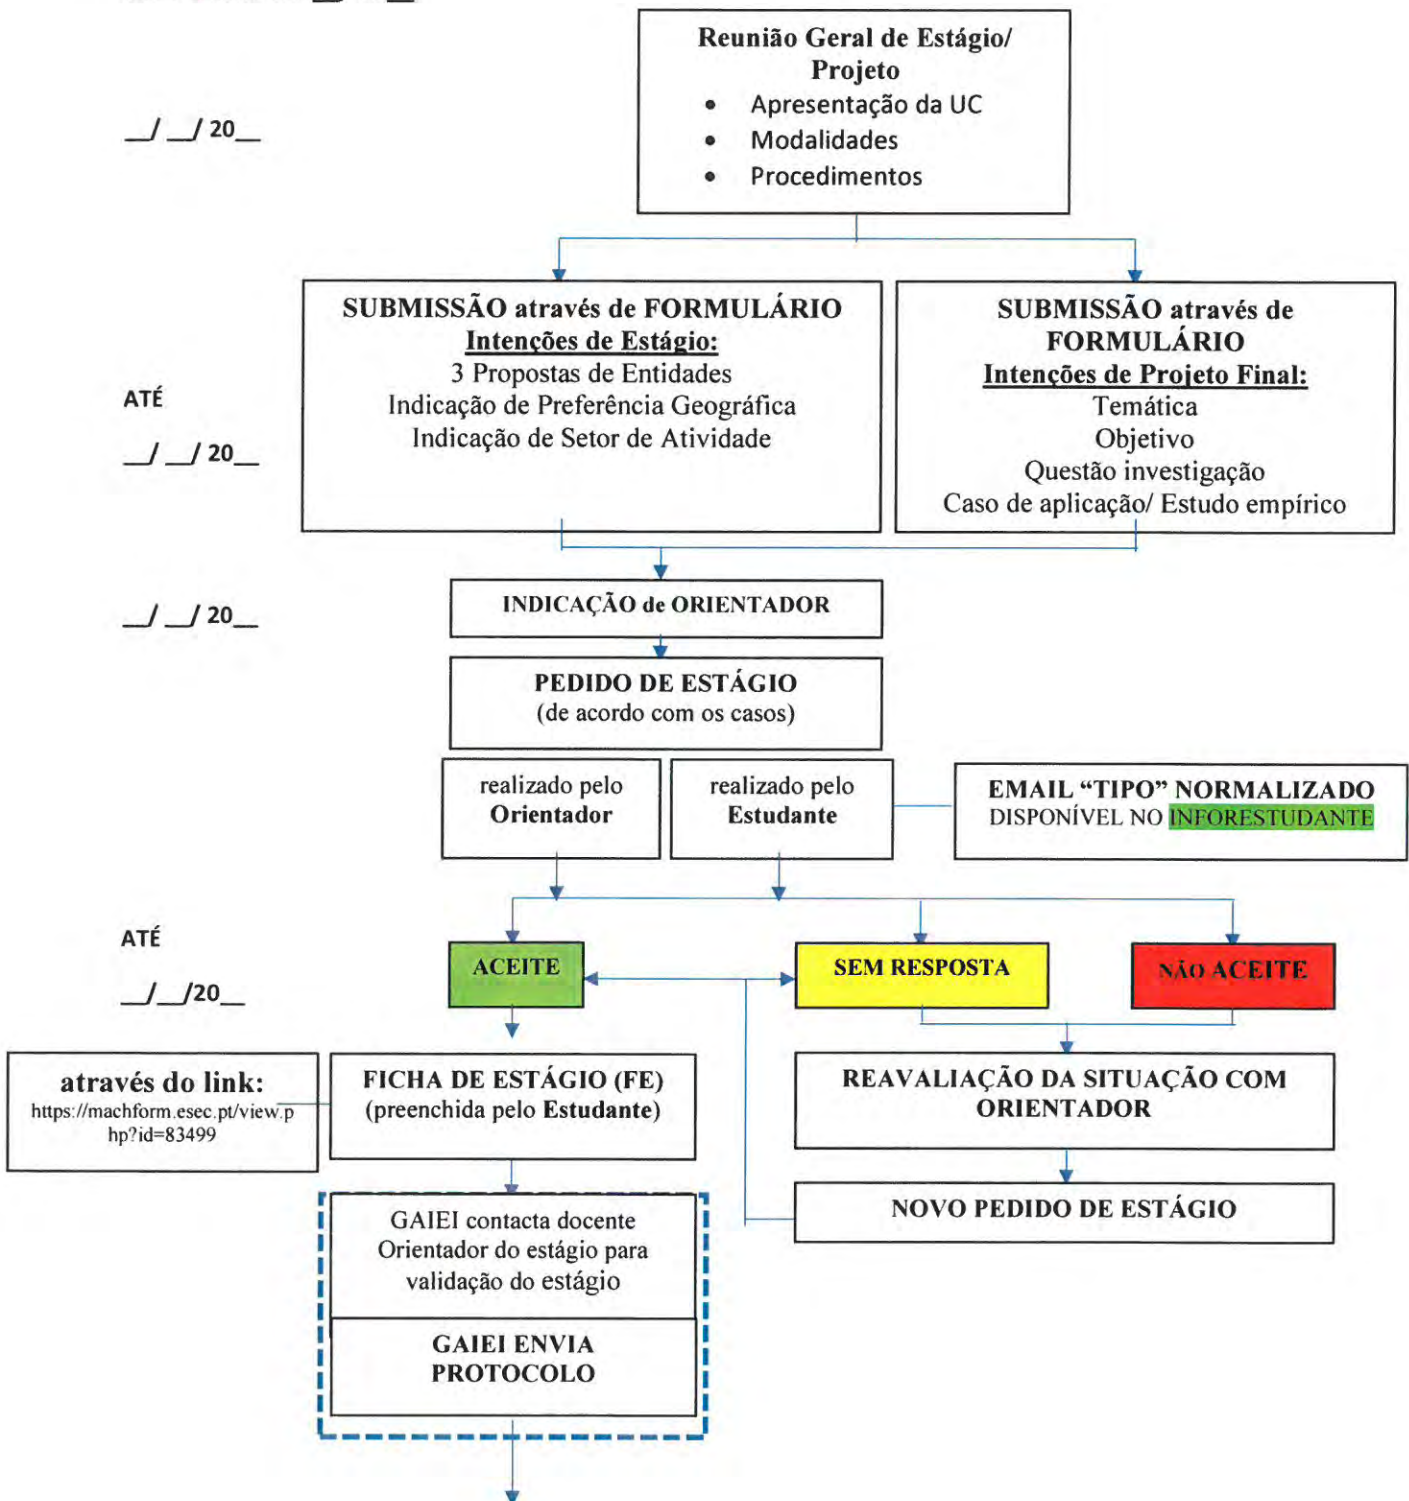 Reunião Geral de Estágio/
Projeto
• Apresentação da UC
• Modalidades
• Procedimentos
__/ __/ 20__
SUBMISSÃO através de FORMULÁRIO
Intenções de Estágio:
3 Propostas de Entidades
Indicação de Preferência Geográfica
Indicação de Setor de Atividade
SUBMISSÃO através de
FORMULÁRIO
Intenções de Projeto Final:
Temática
Objetivo
Questão investigação
Caso de aplicação/ Estudo empírico
ATÉ
__/ __/ 20__
INDICAÇÃO de ORIENTADOR
__/ __/ 20__
PEDIDO DE ESTÁGIO
(de acordo com os casos)
realizado pelo
Orientador
realizado pelo
Estudante
EMAIL “TIPO” NORMALIZADO
DISPONÍVEL NO INFORESTUDANTE
ATÉ
__/__/20__
ACEITE
SEM RESPOSTA
NÃO ACEITE
através do link:
https://machform.esec.pt/view.p
hp?id=83499
FICHA DE ESTÁGIO (FE)
(preenchida pelo Estudante)
REAVALIAÇÃO DA SITUAÇÃO COM
ORIENTADOR
NOVO PEDIDO DE ESTÁGIO
GAIEI contacta docente
Orientador do estágio para
validação do estágio
GAIEI ENVIA
PROTOCOLO